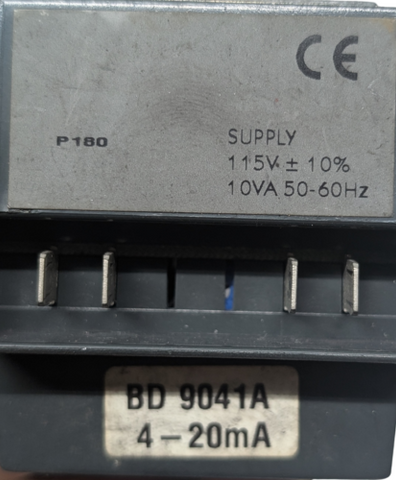 CE
P180
SUPPLY
115V ± 10%
10VA 50-60Hz
BD 9041A
4-20mA